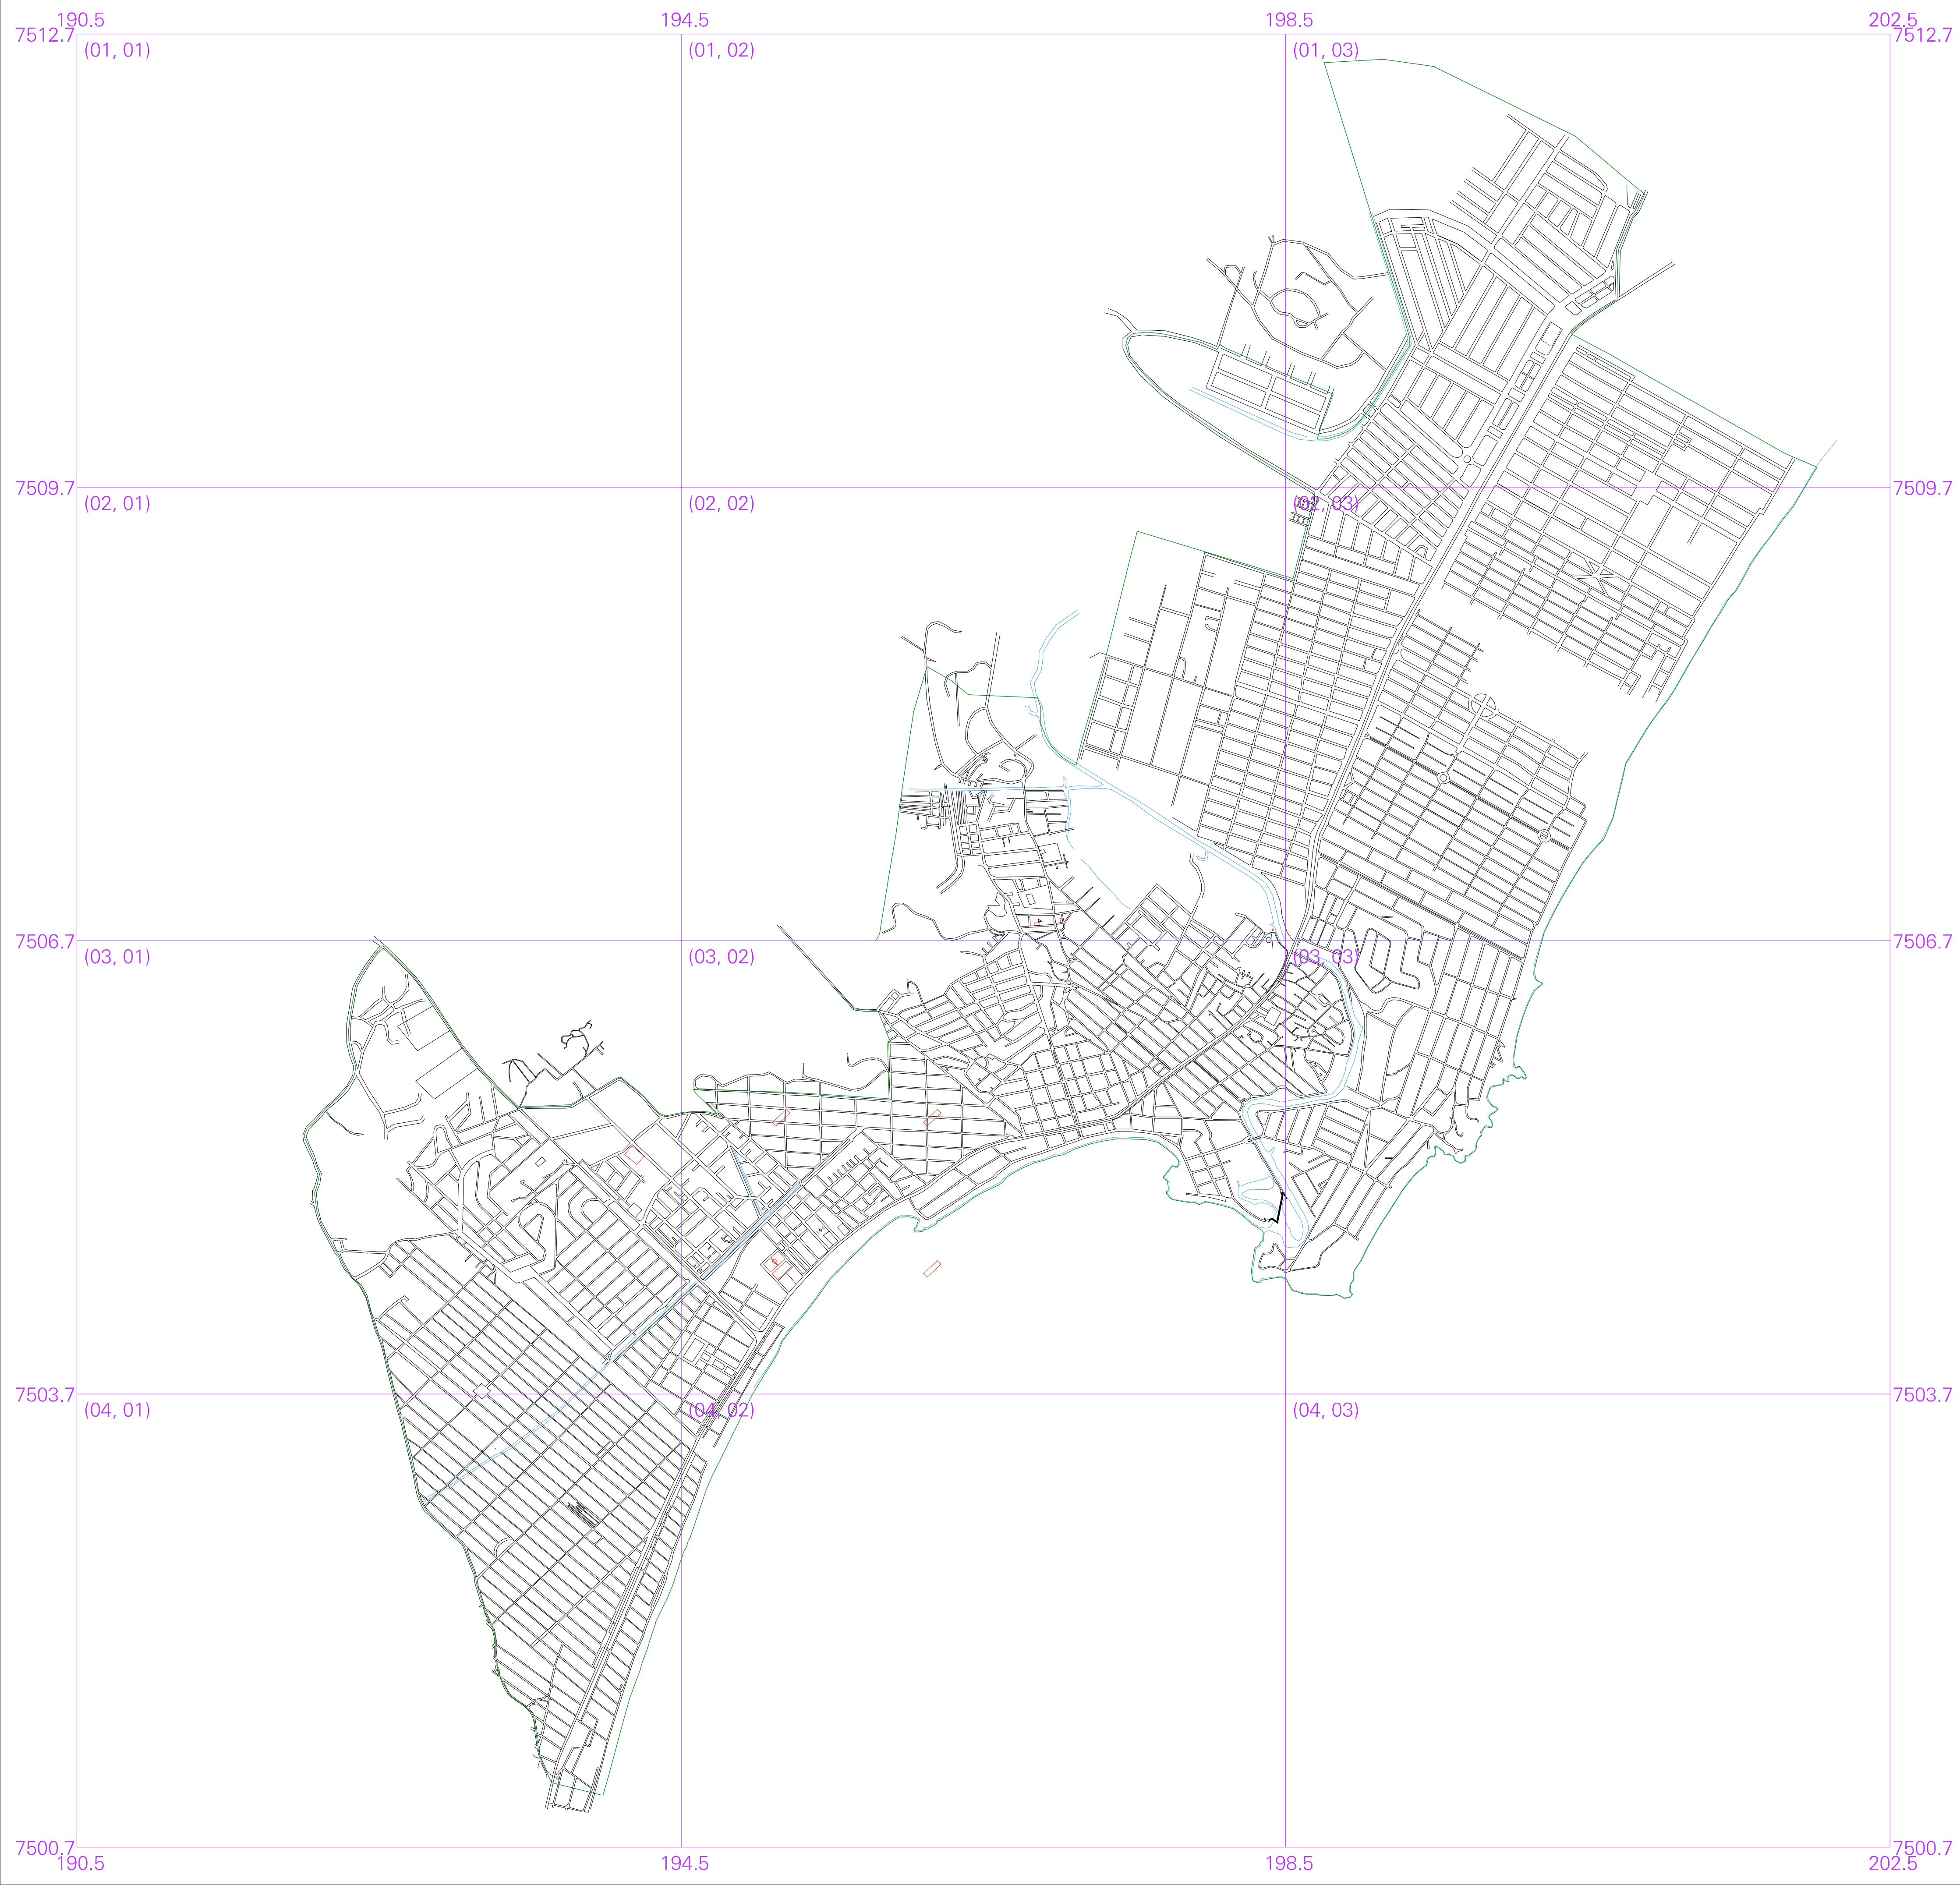 190.5 194.5 198.5 202.5
7512.7 7512.7
(01, 01) (01, 02) (01, 03)
7509.7 7509.7
(02, 01) (02, 02) (02, 03)
7506.7 7506.7
(03, 01) (03, 02) (03, 03)
7503.7 7503.7
(04, 01) (04, 02) (04, 03)
7500.7 7500.7
190.5 194.5 198.5 202.5